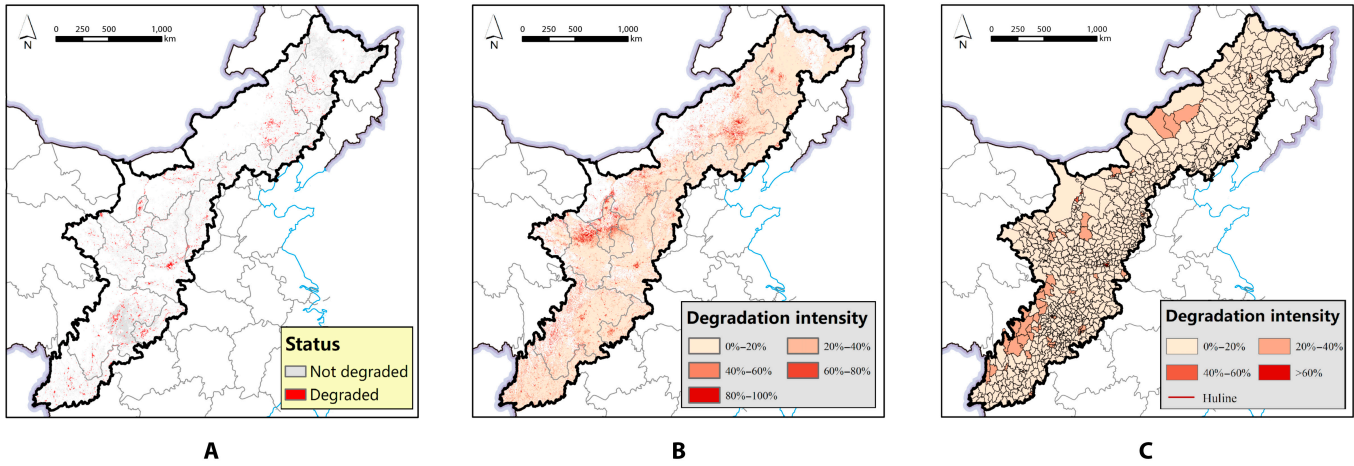 N
0 250 500 1,000
km
Status
Not degraded
Degraded
A
N
0 250 500 1,000
km
Degradation intensity
0%–20%
20%–40%
40%–60%
60%–80%
80%–100%
B
N
0 250 500 1,000
km
Degradation intensity
0%–20%
20%–40%
40%–60%
>60%
Huline
C